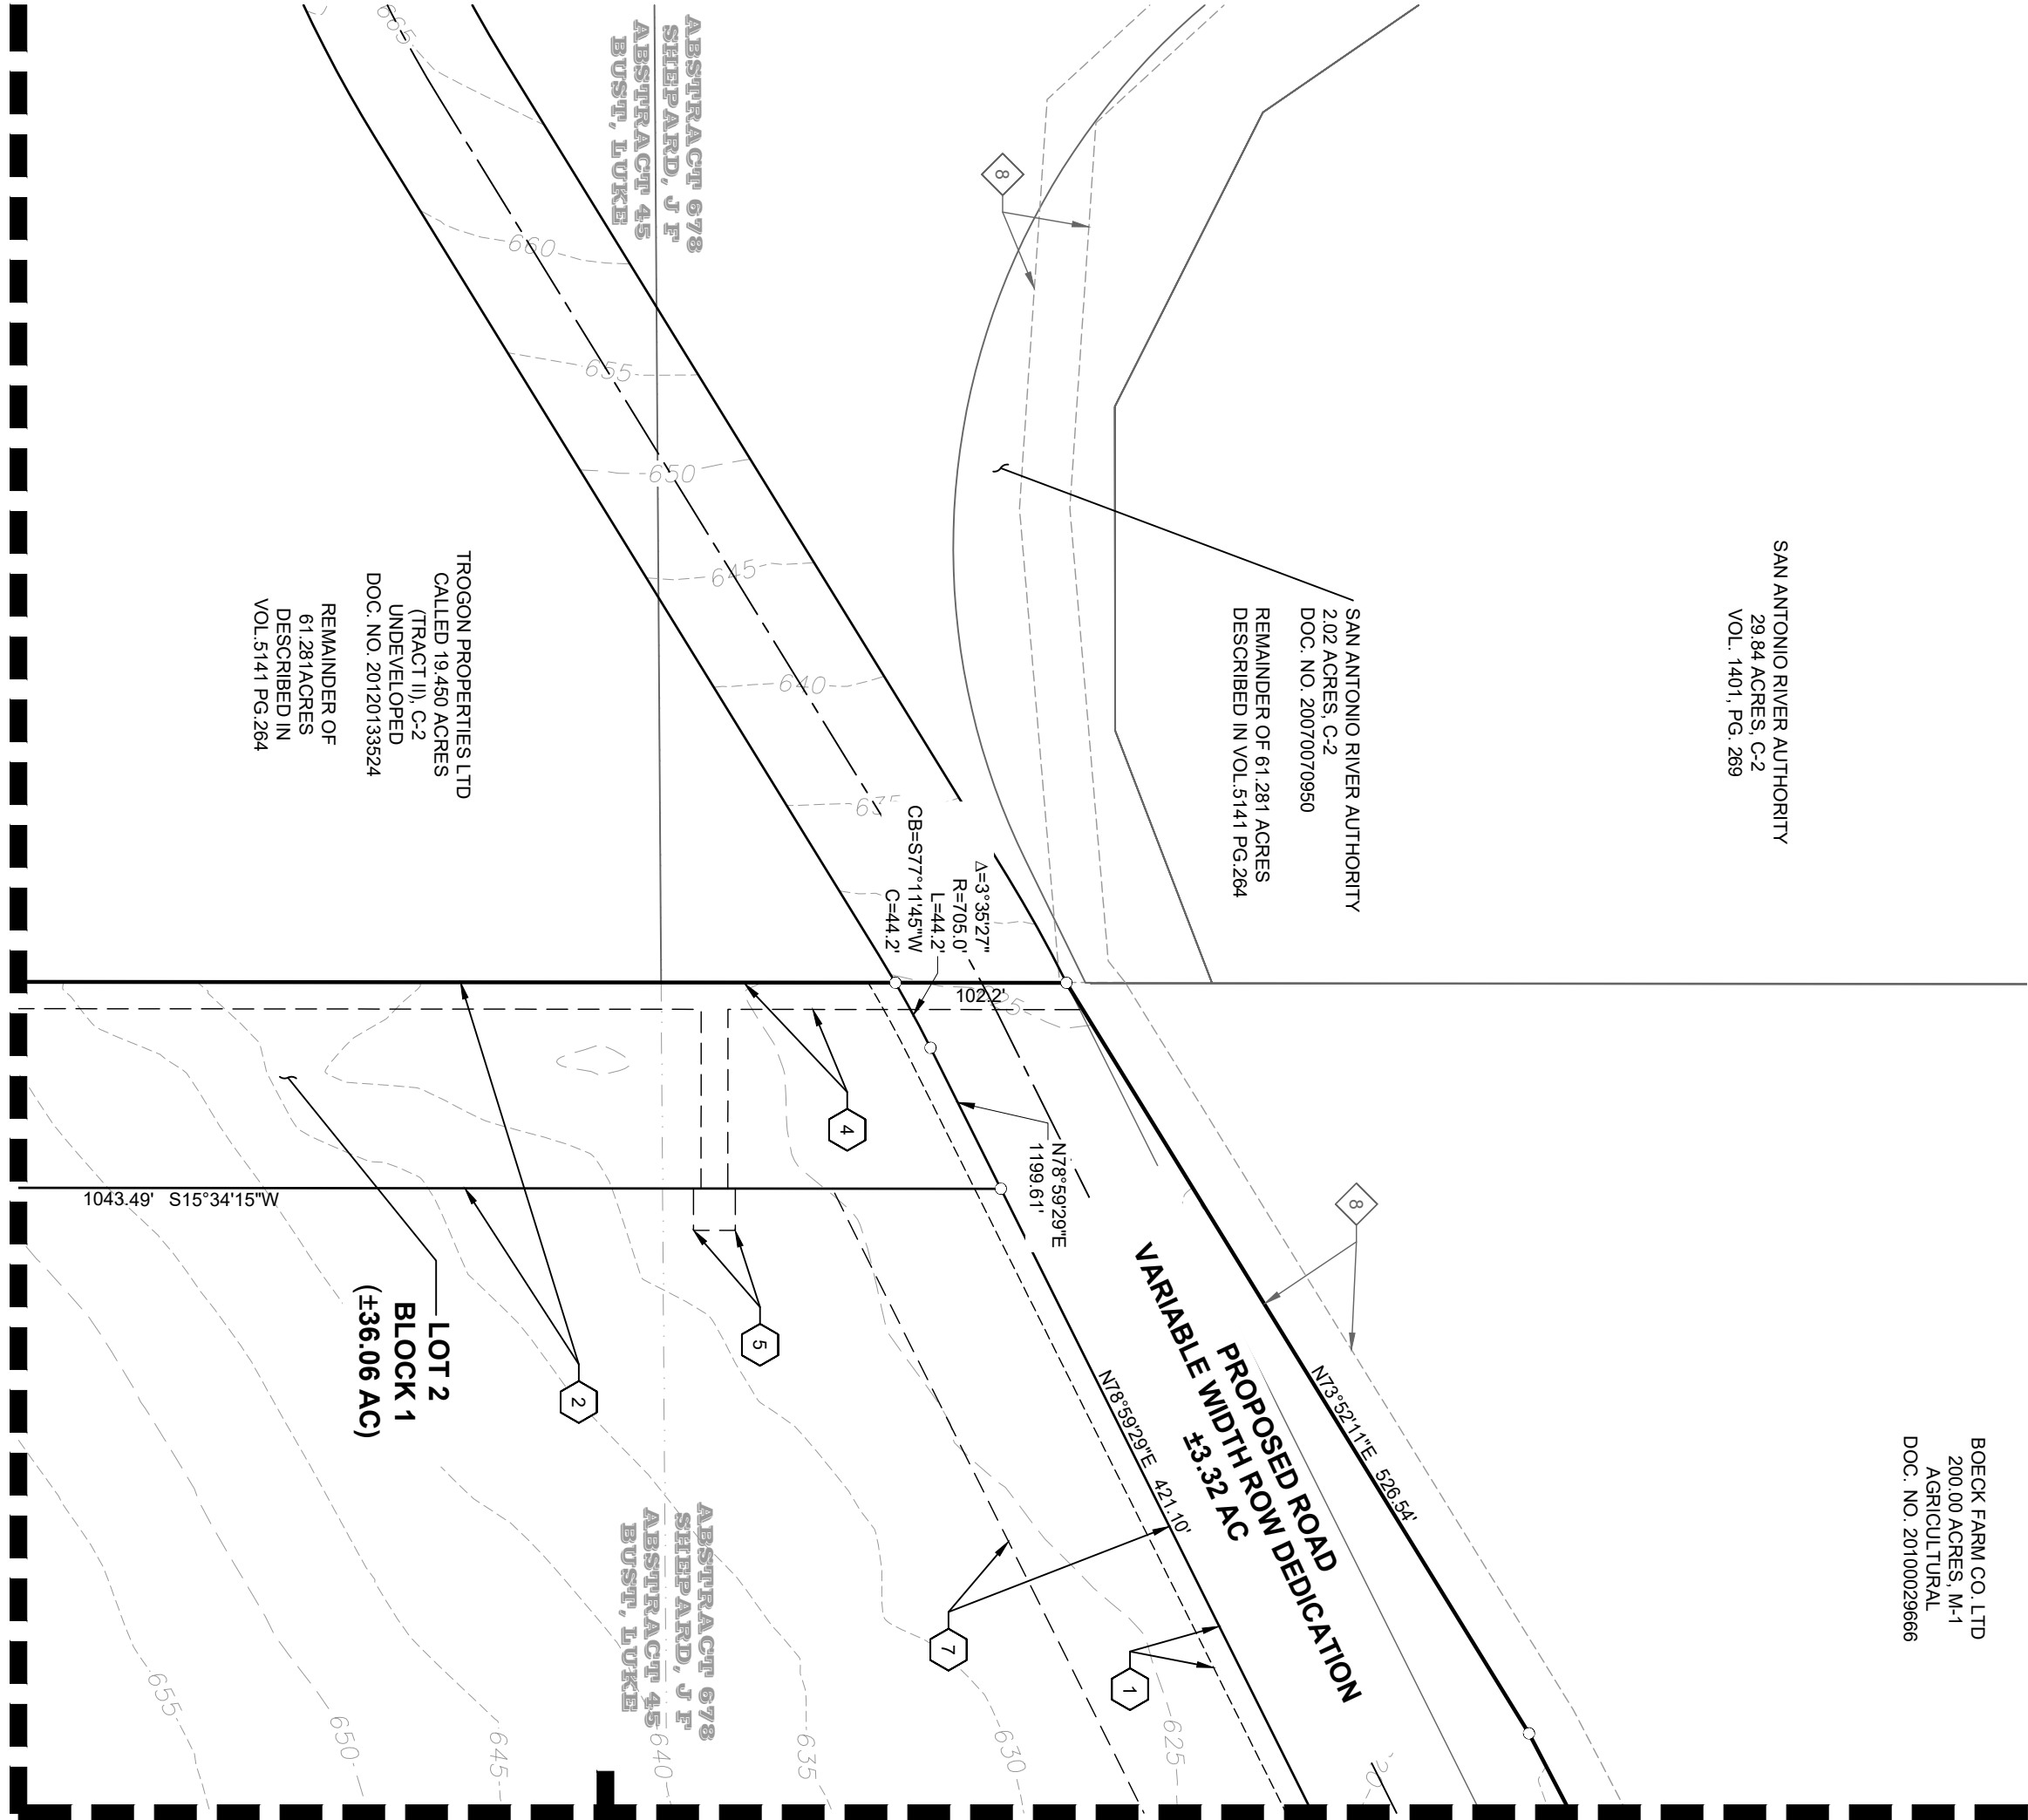 SAN ANTONIO RIVER AUTHORITY
29.84 ACRES, C-2
VOL. 1401, PG. 269
BOECK FARM CO. LTD
200.00 ACRES, M-1
AGRICULTURAL
DOC. NO. 20100029666
SAN ANTONIO RIVER AUTHORITY
2.02 ACRES, C-2
DOC. NO. 20070070950
REMAINDER OF 61.281 ACRES
DESCRIBED IN VOL.5141 PG.264
8
8
ABSTRACT 678
SHEPARD, J F
ABSTRACT 45
BUST, LUKE
665
660
655
650
645
640
635
Δ=3°35'27"
R=705.0'
L=44.2'
CB=S77°11'45"W
C=44.2'
102.2'
N78°59'29"E
1199.61'
N73°52'11"E 526.54'
PROPOSED ROAD
VARIABLE WIDTH ROW DEDICATION
±3.32 AC
N78°59'29"E 421.10'
TROGON PROPERTIES LTD
CALLED 19.450 ACRES
(TRACT II), C-2
UNDEVELOPED
DOC. NO. 20120133524
REMAINDER OF
61.281ACRES
DESCRIBED IN
VOL.5141 PG.264
4
5
2
7
1
LOT 2
BLOCK 1
(±36.06 AC)
1043.49' S15°34'15"W
ABSTRACT 678
SHEPARD, J F
ABSTRACT 45
BUST, LUKE
625
630
635
640
645
650
655